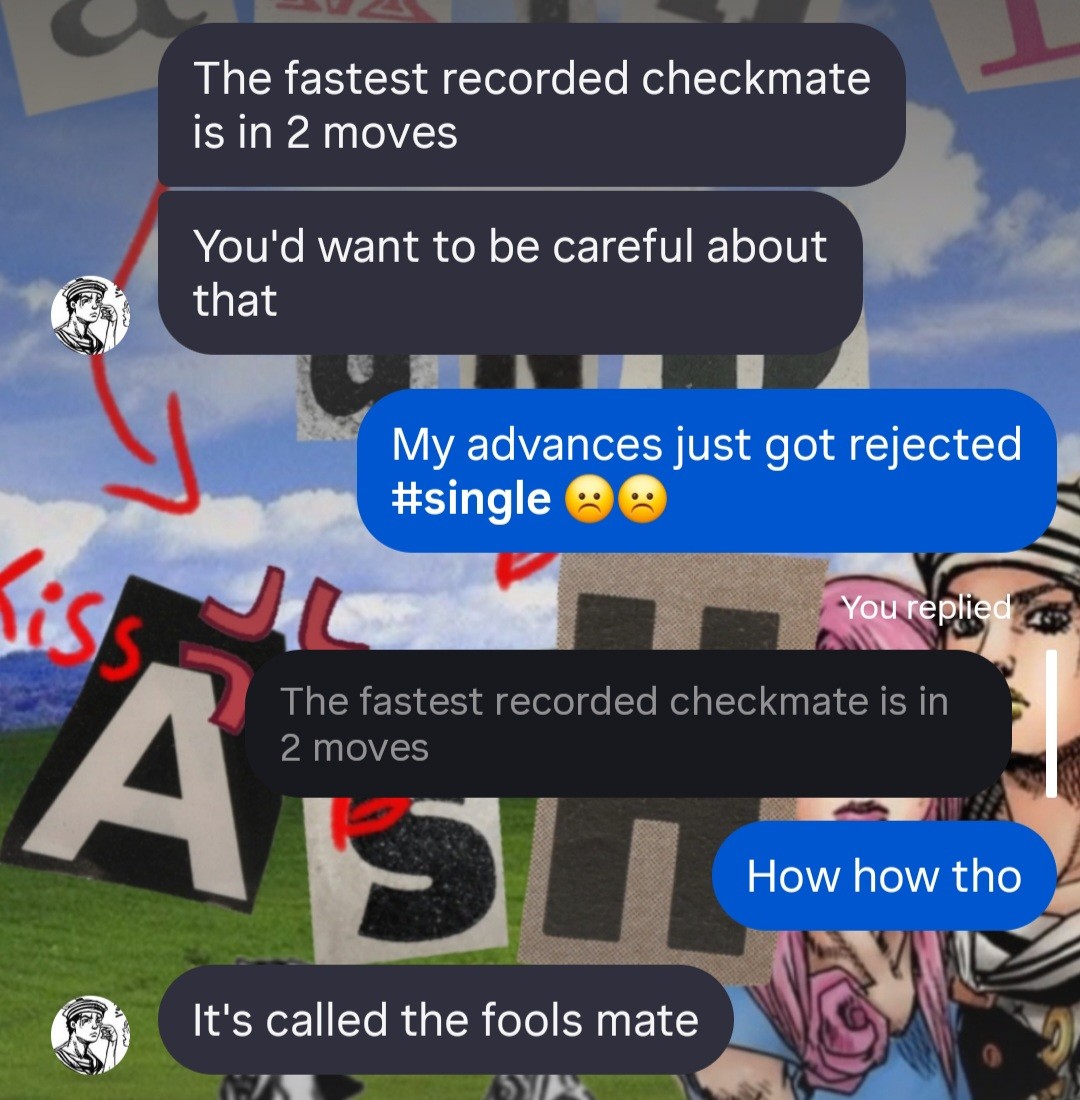 The fastest recorded checkmate
is in 2 moves
You'd want to be careful about
that
My advances just got rejected
#single ☹️☹️
You replied
Kiss
The fastest recorded checkmate is in
2 moves
A
S
H
How how tho
It's called the fools mate